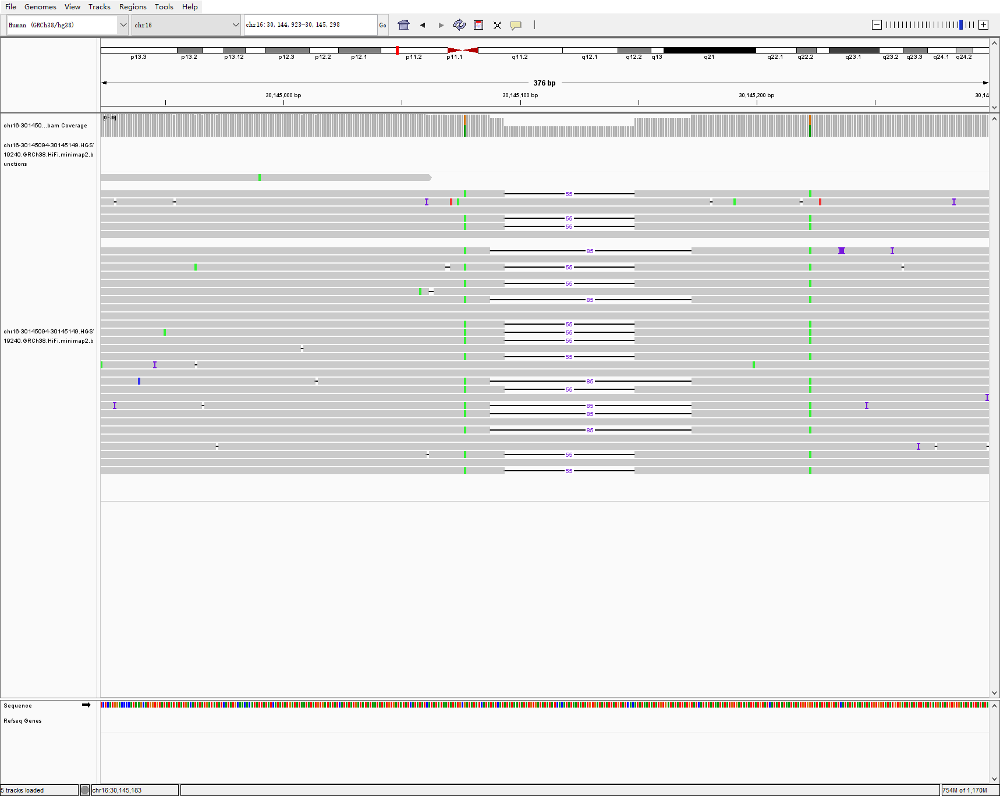 File Genomes View Tracks Regions Tools Help
Human (GRCh38/hg38) chr16 chr16:30,144,923-30,145,298 Go
p13.3 p13.2 p13.12 p12.3 p12.2 p12.1 p11.2 p11.1 q11.2 q12.1 q12.2 q13 q21 q22.1 q22.2 q23.1 q23.2 q23.3 q24.1 q24.2
376 bp
30,145,000 bp 30,145,100 bp 30,145,200 bp 30,14
[0 - 35]
chr16-301450...bam Coverage
chr16-30145094-30145149.HGS
19240.GRCh38.HiFi.minimap2.b
unctions
55
55
55
85
55
55
85
55
55
55
chr16-30145094-30145149.HGS
19240.GRCh38.HiFi.minimap2.b
55
85
55
85
85
85
55
55
Sequence
Refseq Genes
5 tracks loaded chr16:30,145,183 754M of 1,170M